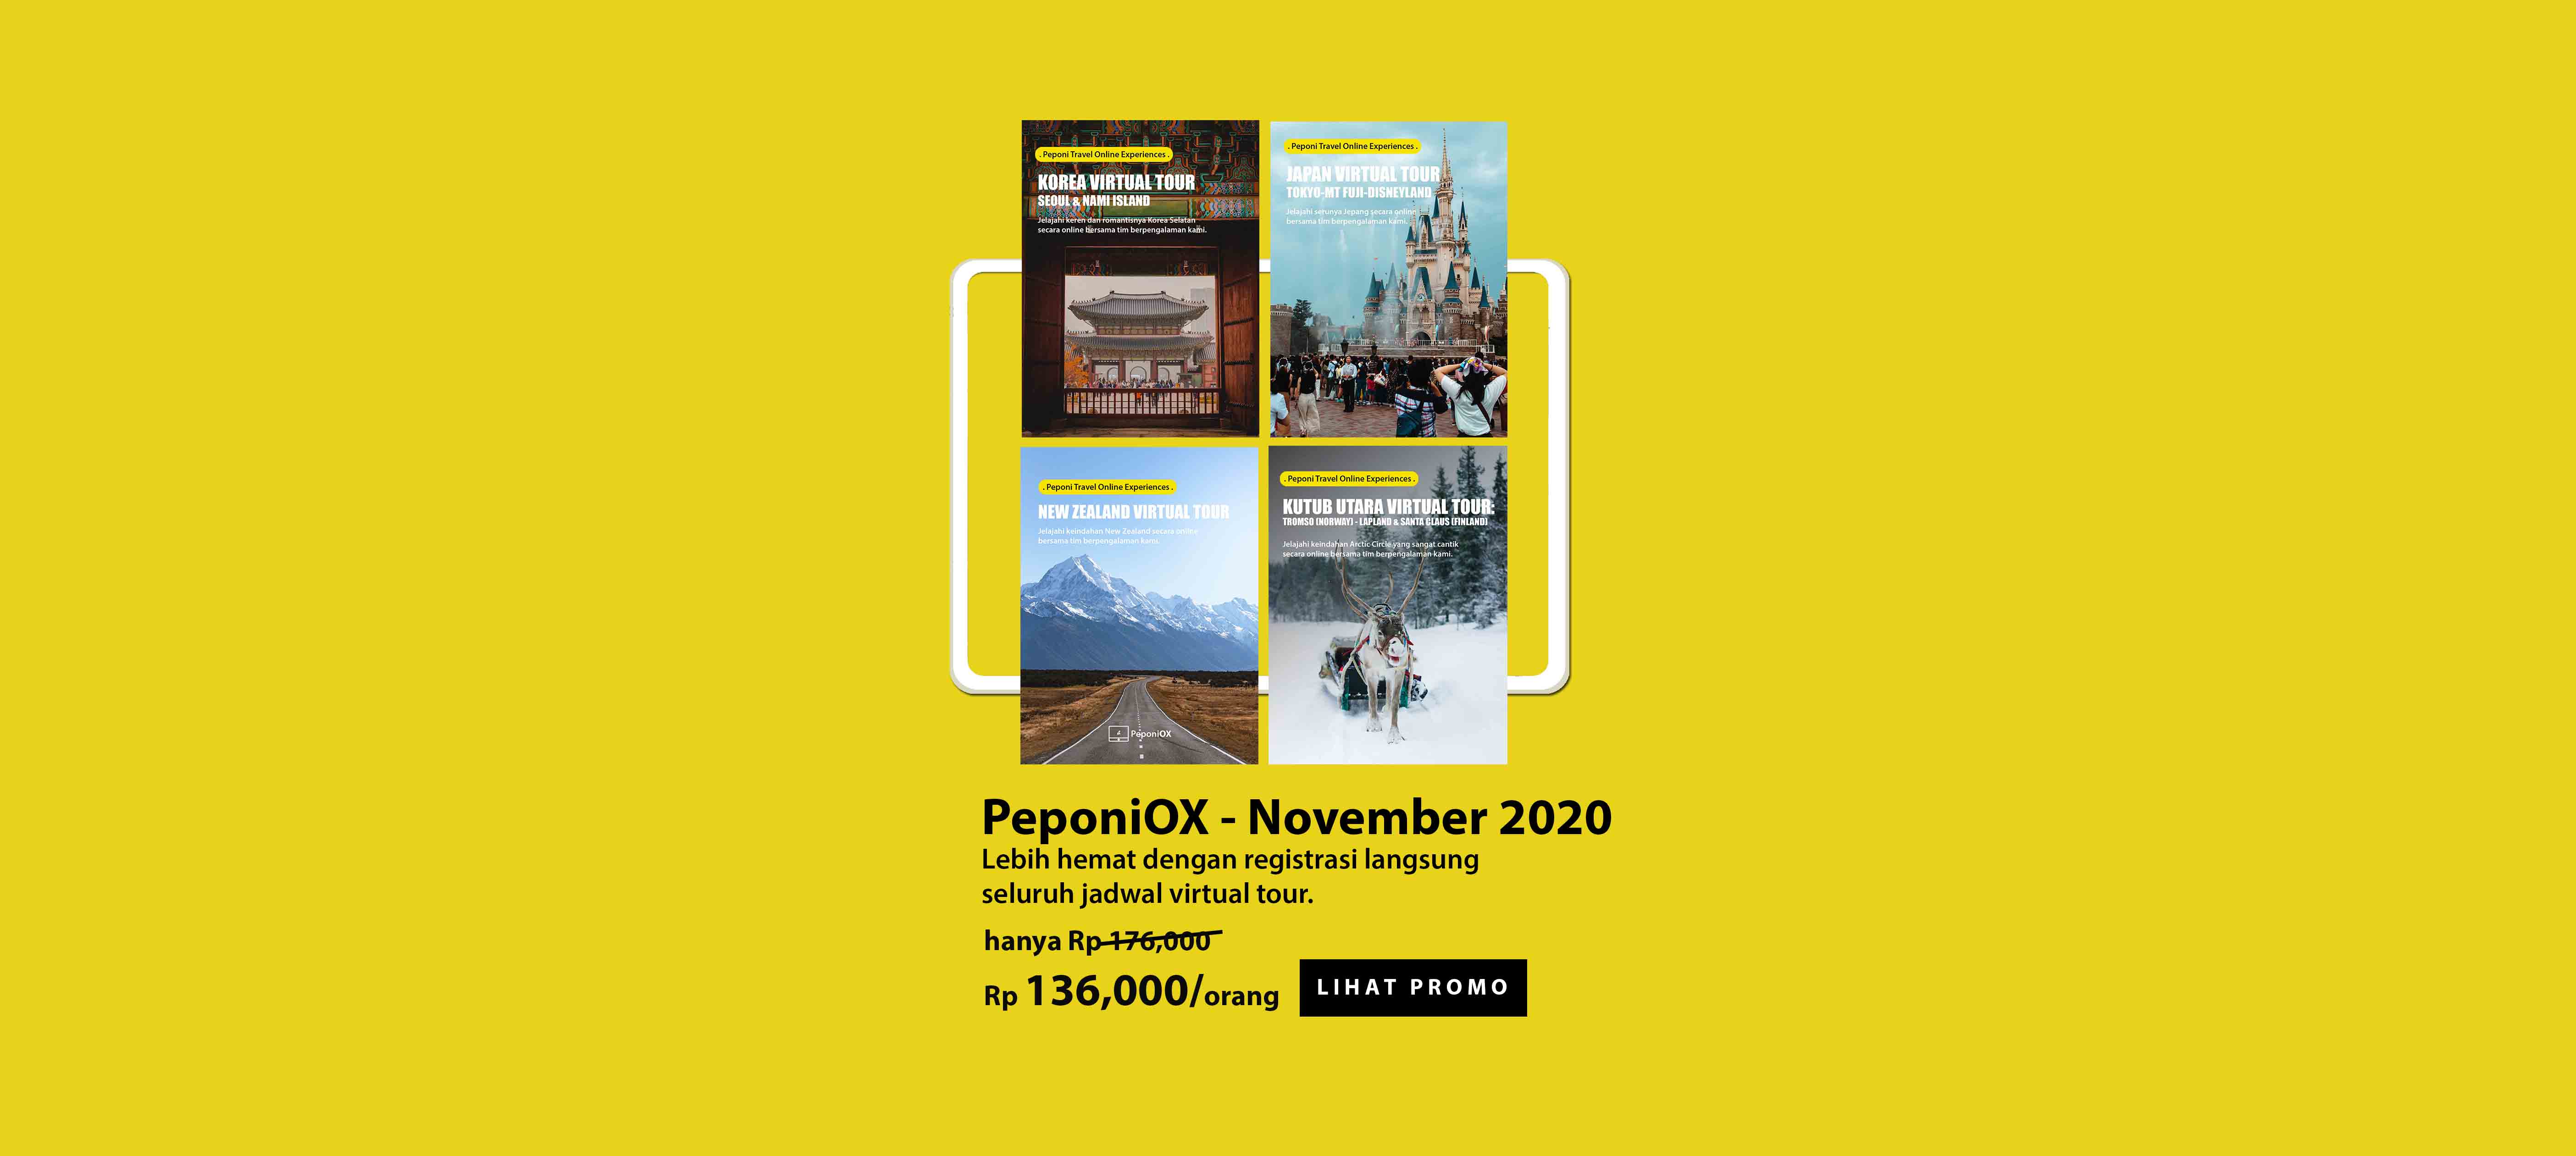 . Peponi Travel Online Experiences .
KOREA VIRTUAL TOUR
SEOUL & NAMI ISLAND
Jelajahi keren dan romantisnya Korea Selatan
secara online bersama tim berpengalaman kami.
. Peponi Travel Online Experiences .
JAPAN VIRTUAL TOUR
TOKYO-MT FUJI-DISNEYLAND
Jelajahi serunya Jepang secara online
bersama tim berpengalaman kami.
. Peponi Travel Online Experiences .
NEW ZEALAND VIRTUAL TOUR
Jelajahi keindahan New Zealand secara online
bersama tim berpengalaman kami.
PeponiOX
. Peponi Travel Online Experiences .
KUTUB UTARA VIRTUAL TOUR:
TROMSO (NORWAY) - LAPLAND & SANTA CLAUS (FINLAND)
Jelajahi keindahan Arctic Circle yang sangat cantik
secara online bersama tim berpengalaman kami.
PeponiOX - November 2020
Lebih hemat dengan registrasi langsung
seluruh jadwal virtual tour.
hanya Rp 176,000
Rp 136,000/orang
LIHAT PROMO